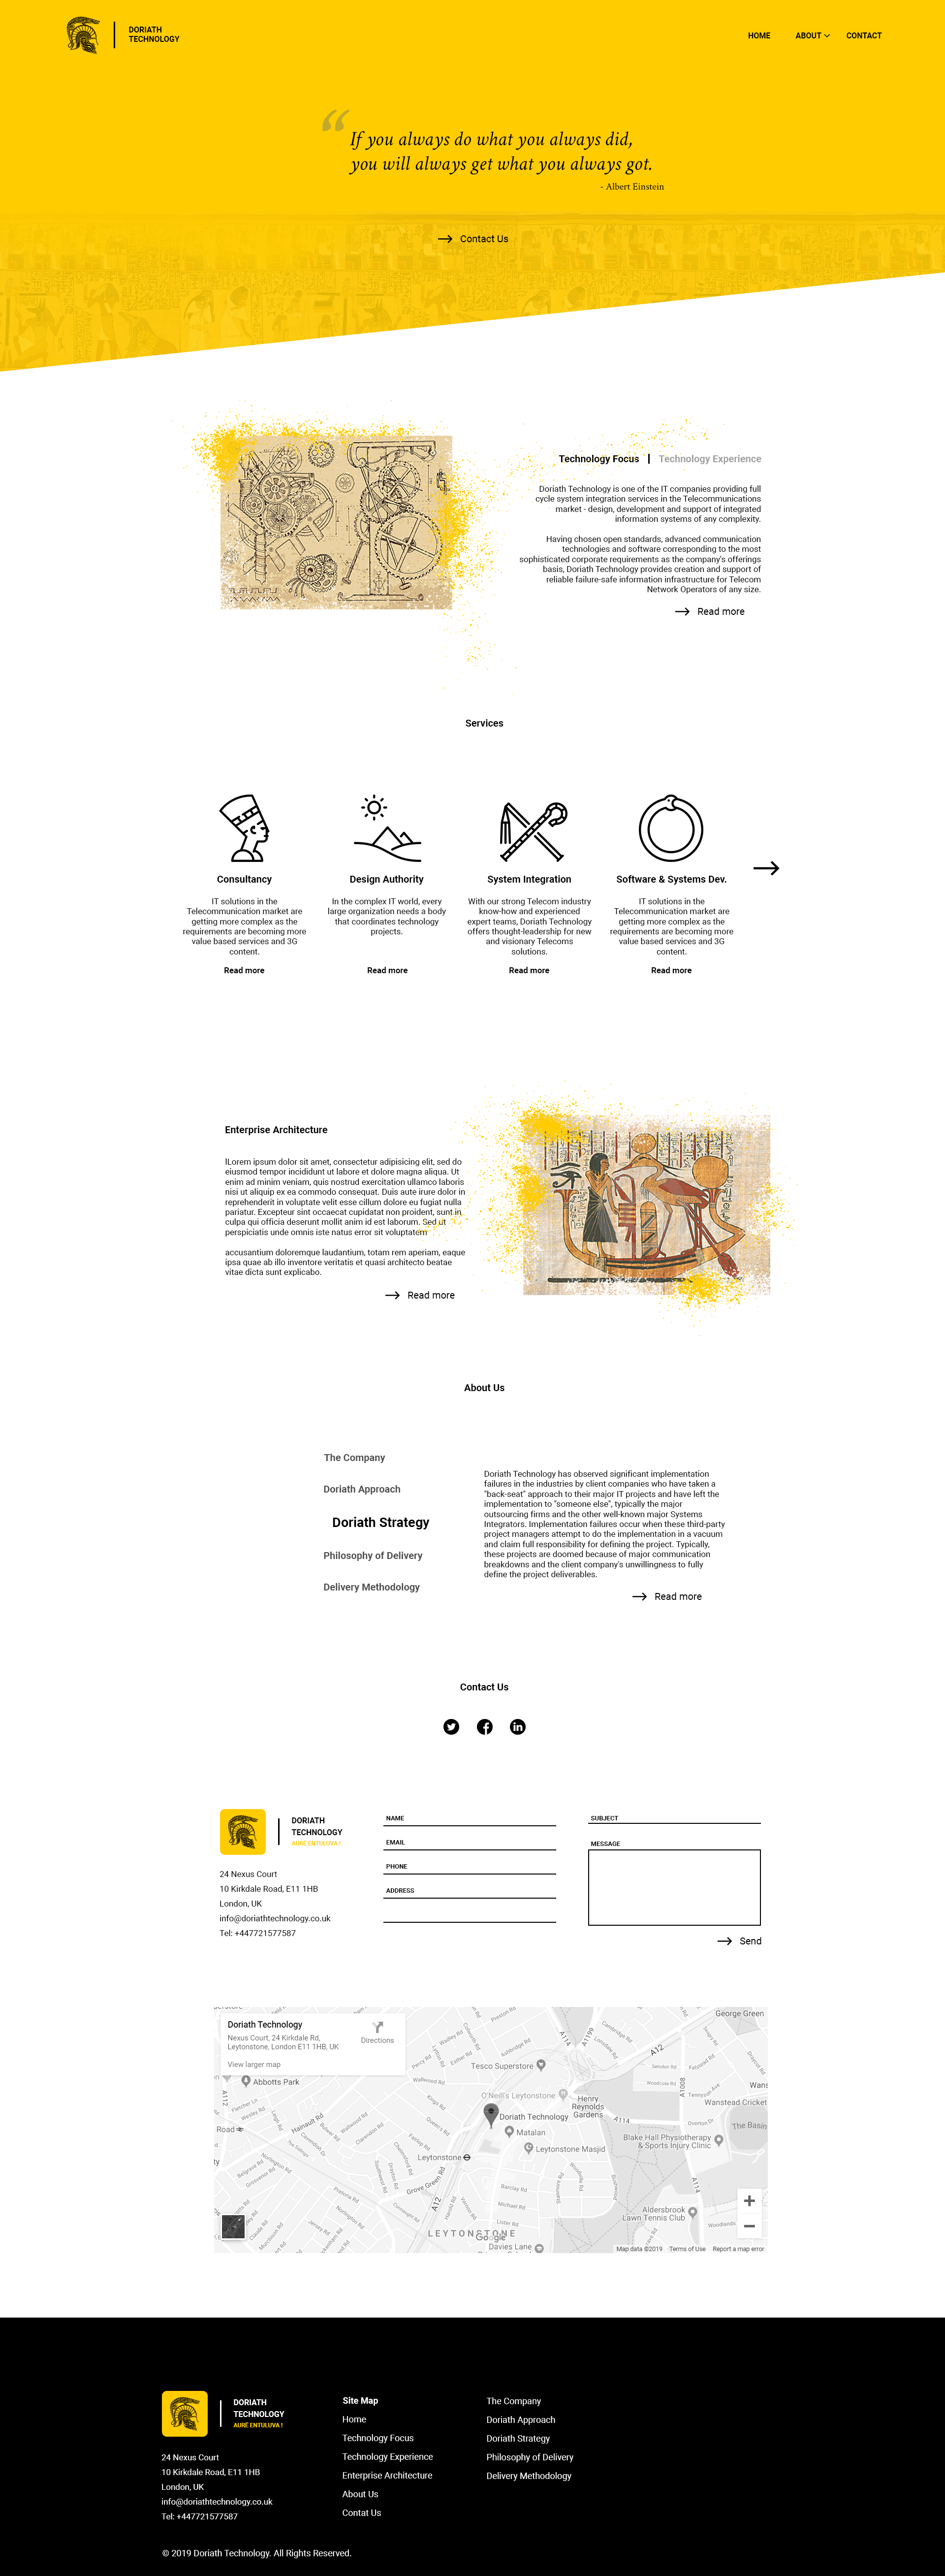 DORIATH
TECHNOLOGY
HOME
ABOUT
CONTACT
“
If you always do what you always did,
you will always get what you always got.
- Albert Einstein
Contact Us
Technology Focus
Technology Experience
Doriath Technology is one of the IT companies providing full
cycle system integration services in the Telecommunications
market - design, development and support of integrated
information systems of any complexity.
Having chosen open standards, advanced communication
technologies and software corresponding to the most
sophisticated corporate requirements as the company's offerings
basis, Doriath Technology provides creation and support of
reliable failure-safe information infrastructure for Telecom
Network Operators of any size.
Read more
Services
Consultancy
IT solutions in the
Telecommunication market are
getting more complex as the
requirements are becoming more
value based services and 3G
content.
Read more
Design Authority
In the complex IT world, every
large organization needs a body
that coordinates technology
projects.
Read more
System Integration
With our strong Telecom industry
know-how and experienced
expert teams, Doriath Technology
offers thought-leadership for new
and visionary Telecoms
solutions.
Read more
Software & Systems Dev.
IT solutions in the
Telecommunication market are
getting more complex as the
requirements are becoming more
value based services and 3G
content.
Read more
Enterprise Architecture
lLorem ipsum dolor sit amet, consectetur adipisicing elit, sed do
eiusmod tempor incididunt ut labore et dolore magna aliqua. Ut
enim ad minim veniam, quis nostrud exercitation ullamco laboris
nisi ut aliquip ex ea commodo consequat. Duis aute irure dolor in
reprehenderit in voluptate velit esse cillum dolore eu fugiat nulla
pariatur. Excepteur sint occaecat cupidatat non proident, sunt in
culpa qui officia deserunt mollit anim id est laborum. Sed ut
perspiciatis unde omnis iste natus error sit voluptatem
accusantium doloremque laudantium, totam rem aperiam, eaque
ipsa quae ab illo inventore veritatis et quasi architecto beatae
vitae dicta sunt explicabo.
Read more
About Us
The Company
Doriath Approach
Doriath Strategy
Philosophy of Delivery
Delivery Methodology
Doriath Technology has observed significant implementation
failures in the industries by client companies who have taken a
"back-seat" approach to their major IT projects and have left the
implementation to "someone else", typically the major
outsourcing firms and the other well-known major Systems
Integrators. Implementation failures occur when these third-party
project managers attempt to do the implementation in a vacuum
and claim full responsibility for defining the project. Typically,
these projects are doomed because of major communication
breakdowns and the client company's unwillingness to fully
define the project deliverables.
Read more
Contact Us
DORIATH
TECHNOLOGY
AURË ENTULUVA !
24 Nexus Court
10 Kirkdale Road, E11 1HB
London, UK
info@doriathtechnology.co.uk
Tel: +447721577587
NAME
EMAIL
PHONE
ADDRESS
SUBJECT
MESSAGE
Send
Doriath Technology
Nexus Court, 24 Kirkdale Rd,
Leytonstone, London E11 1HB, UK
View larger map
Directions
Abbotts Park
George Green
Tesco Superstore
O'Neill's Leytonstone
Henry
Reynolds
Gardens
Doriath Technology
Matalan
Leytonstone Masjid
Leytonstone
Wanstead Cricket
The Basin
Blake Hall Physiotherapy
& Sports Injury Clinic
Aldersbrook
Lawn Tennis Club
LEYTONSTONE
Google
Davies Lane
A12
A12
A114
A1199
A114
A1008
A114
A112
Hainault Rd
Grove Green Rd
Map data ©2019
Terms of Use
Report a map error
DORIATH
TECHNOLOGY
AURË ENTULUVA !
24 Nexus Court
10 Kirkdale Road, E11 1HB
London, UK
info@doriathtechnology.co.uk
Tel: +447721577587
Site Map
Home
Technology Focus
Technology Experience
Enterprise Architecture
About Us
Contat Us
The Company
Doriath Approach
Doriath Strategy
Philosophy of Delivery
Delivery Methodology
© 2019 Doriath Technology. All Rights Reserved.